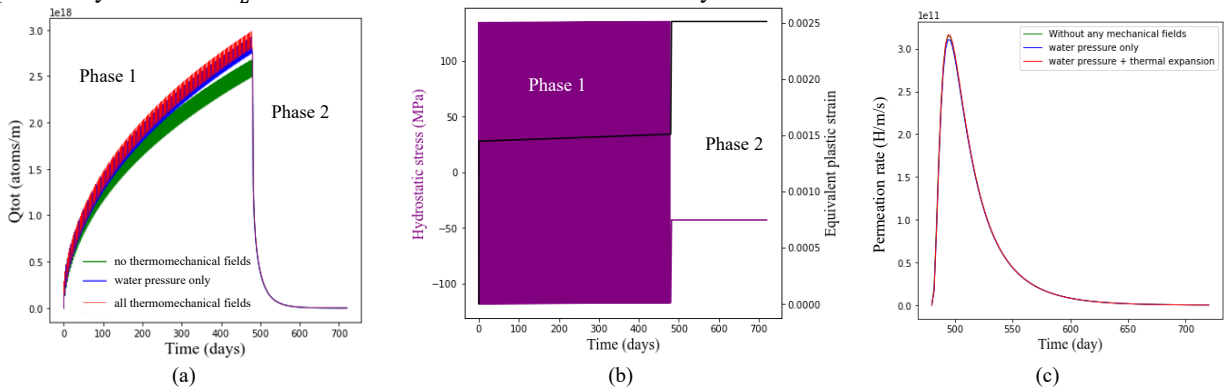 1e18
3.0
2.5
2.0
1.5
1.0
0.5
0.0
Qtot (atoms/m)
Phase 1
Phase 2
no thermomechanical fields
water pressure only
all thermomechanical fields
0 100 200 300 400 500 600 700
Time (days)
(a)
100
50
0
−50
−100
Hydrostatic stress (MPa)
Phase 1
Phase 2
0.0025
0.0020
0.0015
0.0010
0.0005
0.0000
Equivalent plastic strain
0 100 200 300 400 500 600 700
Time (days)
(b)
1e11
3.0
2.5
2.0
1.5
1.0
0.5
0.0
Permeation rate (H/m/s)
Without any mechanical fields
water pressure only
water pressure + thermal expansion
500 550 600 650 700
Time (day)
(c)